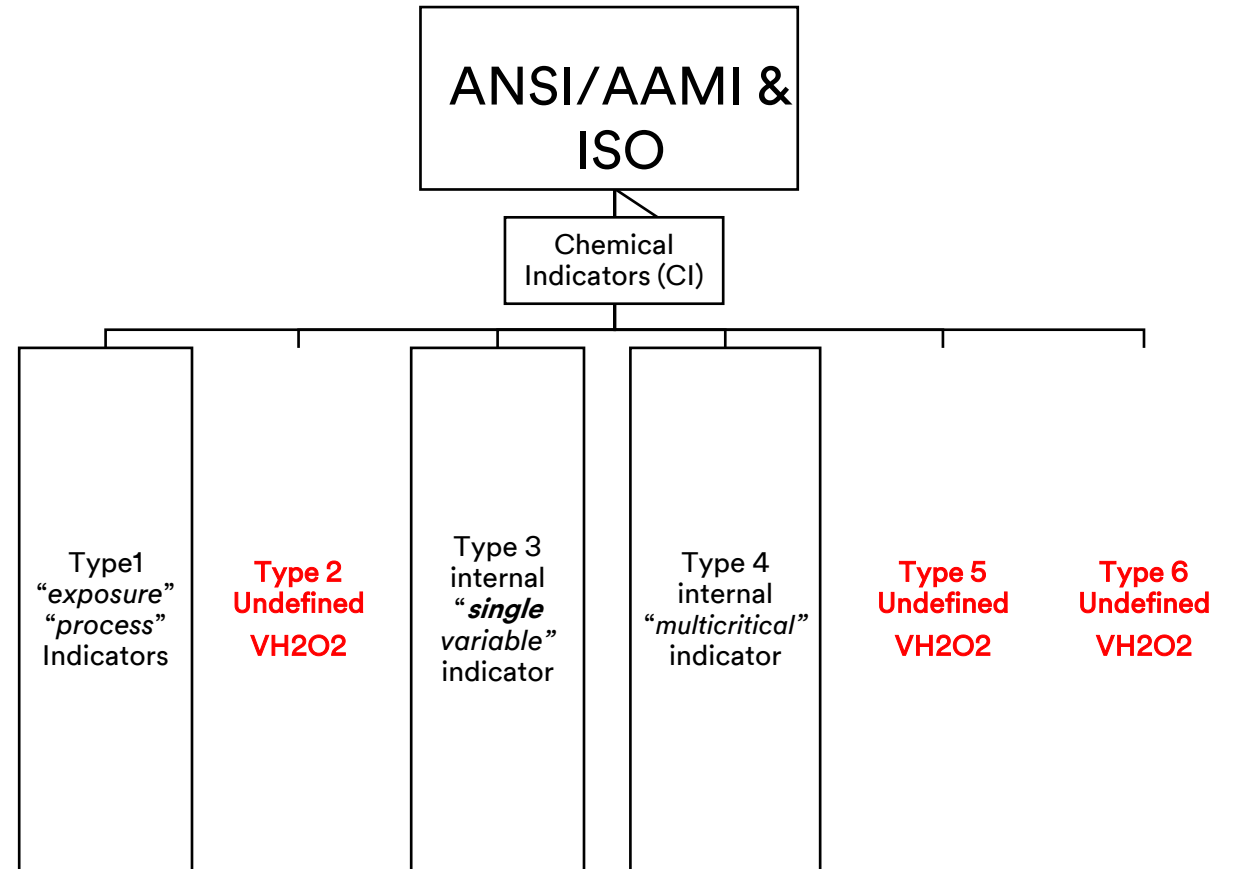 ANSI/AAMI &
ISO
Chemical
Indicators (CI)
Type1
“exposure”
“process”
Indicators
Type 2
Undefined
VH2O2
Type 3
internal
“single
variable”
indicator
Type 4
internal
“multicritical”
indicator
Type 5
Undefined
VH2O2
Type 6
Undefined
VH2O2